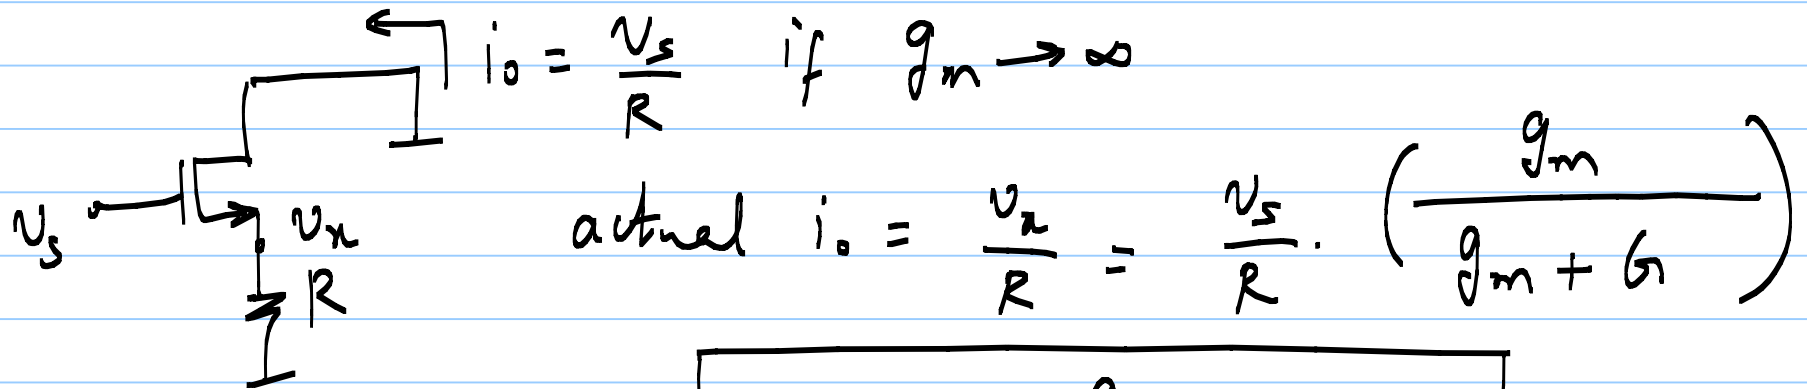 i₀ = vₛ/R if gₘ → ∞
vₛ
vₓ
R
actual i₀ = vₓ/R = vₛ/R · (gₘ/(gₘ + G))